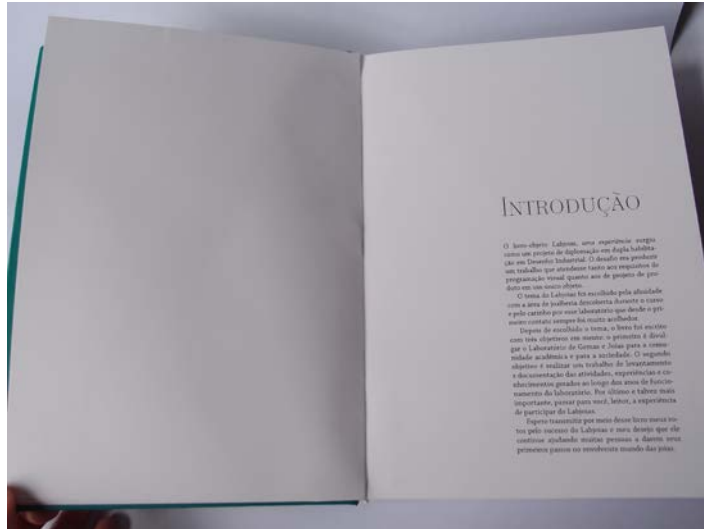 INTRODUÇÃO
O livro-objeto Labjoias, uma experiência surgiu
como um projeto de diplomação em dupla habilita-
ção em Desenho Industrial. O desafio era produzir
um trabalho que atendesse tanto aos requisitos de
programação visual quanto aos de projeto de pro-
duto em um único objeto.
O tema do Labjoias foi escolhido pela afinidade
com a área de joalheria descoberta durante o curso
e pelo carinho por esse laboratório que desde o pri-
meiro contato sempre foi muito acolhedor.
Depois de escolhido o tema, o livro foi escrito
com três objetivos em mente: o primeiro é divul-
gar o Laboratório de Gemas e Joias para a comu-
nidade acadêmica e para a sociedade. O segundo
objetivo é realizar um trabalho de levantamento
e documentação das atividades, experiências e co-
nhecimentos gerados ao longo dos anos de funcio-
namento do laboratório. Por último e talvez mais
importante, passar para você, leitor, a experiência
de participar do Labjoias.
Espero transmitir por meio desse livro meus vo-
tos pelo sucesso do Labjoias e meu desejo que ele
continue ajudando muitas pessoas a darem seus
primeiros passos no mundo das joias.